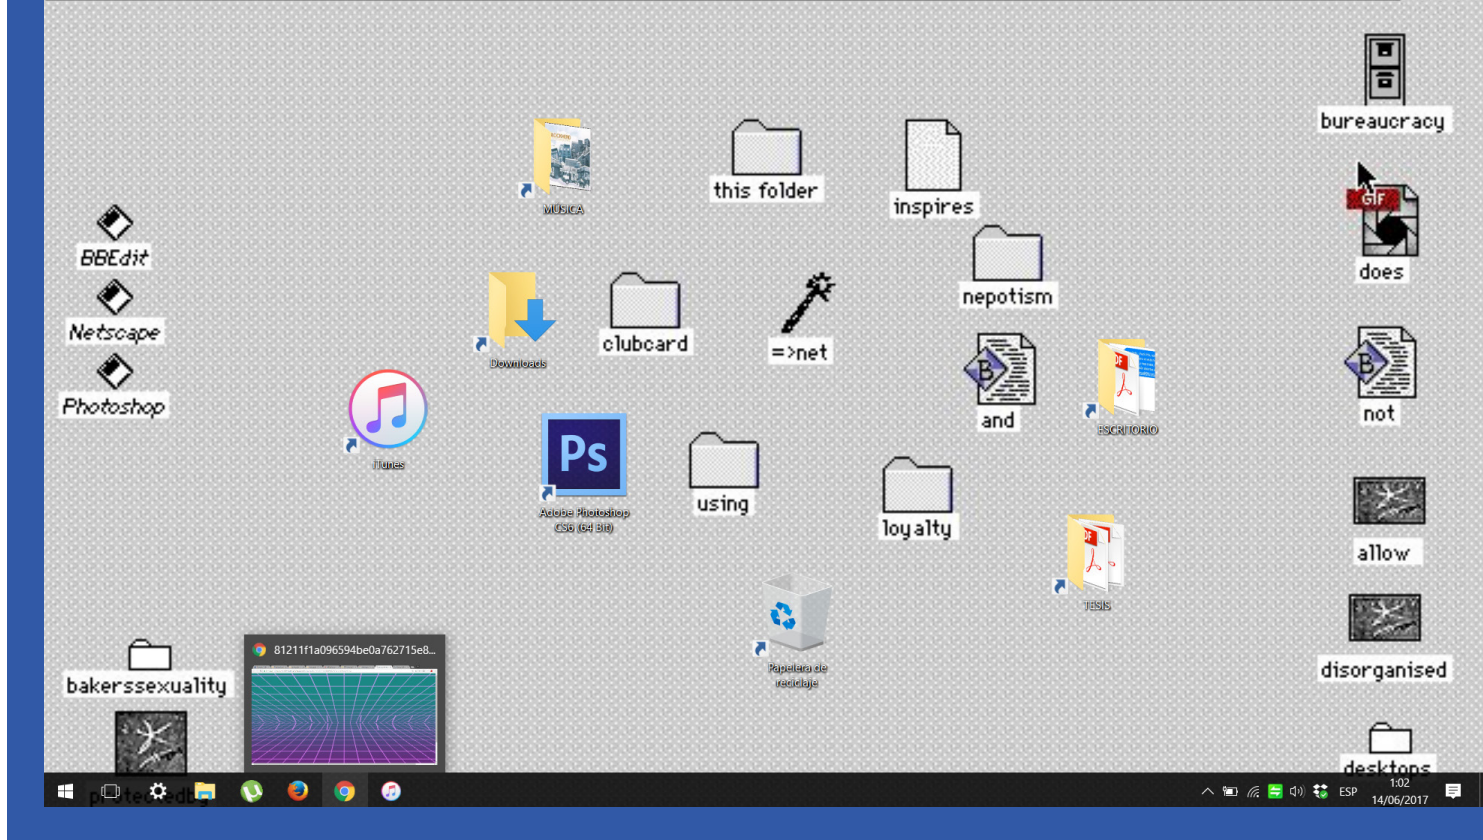 bureaucracy
MÚSICA
this folder
inspires
GIF
does
BBEdit
nepotism
Netscape
Downloads
clubcard
=>net
Photoshop
iTunes
B
and
PDF
ESCRITORIO
B
not
Ps
Adobe Photoshop
CS6 (64 Bit)
using
loyalty
allow
TESIS
Papelera de
reciclaje
bakerssexuality
81211f1a096594be0a762715e8...
disorganised
desktops
protectedby
ESP
1:02
14/06/2017